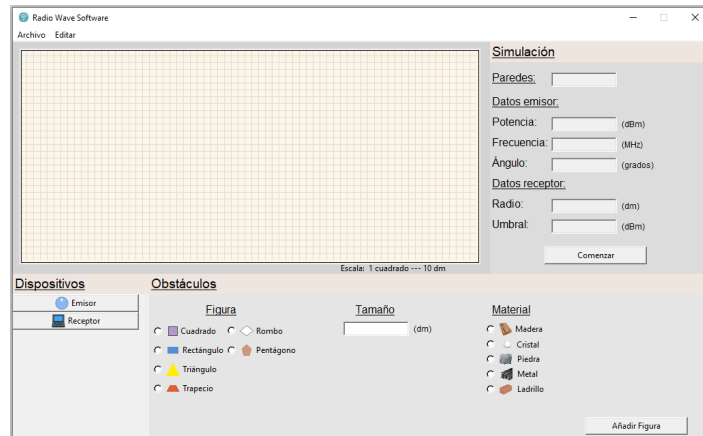 Radio Wave Software
Archivo Editar
Simulación
Paredes:
Datos emisor:
Potencia: (dBm)
Frecuencia: (MHz)
Ángulo: (grados)
Datos receptor:
Radio: (dm)
Umbral: (dBm)
Comenzar
Escala: 1 cuadrado --- 10 dm
Dispositivos
Emisor
Receptor
Obstáculos
Figura
Cuadrado Rombo
Rectángulo Pentágono
Triángulo
Trapecio
Tamaño
(dm)
Material
Madera
Cristal
Piedra
Metal
Ladrillo
Añadir Figura